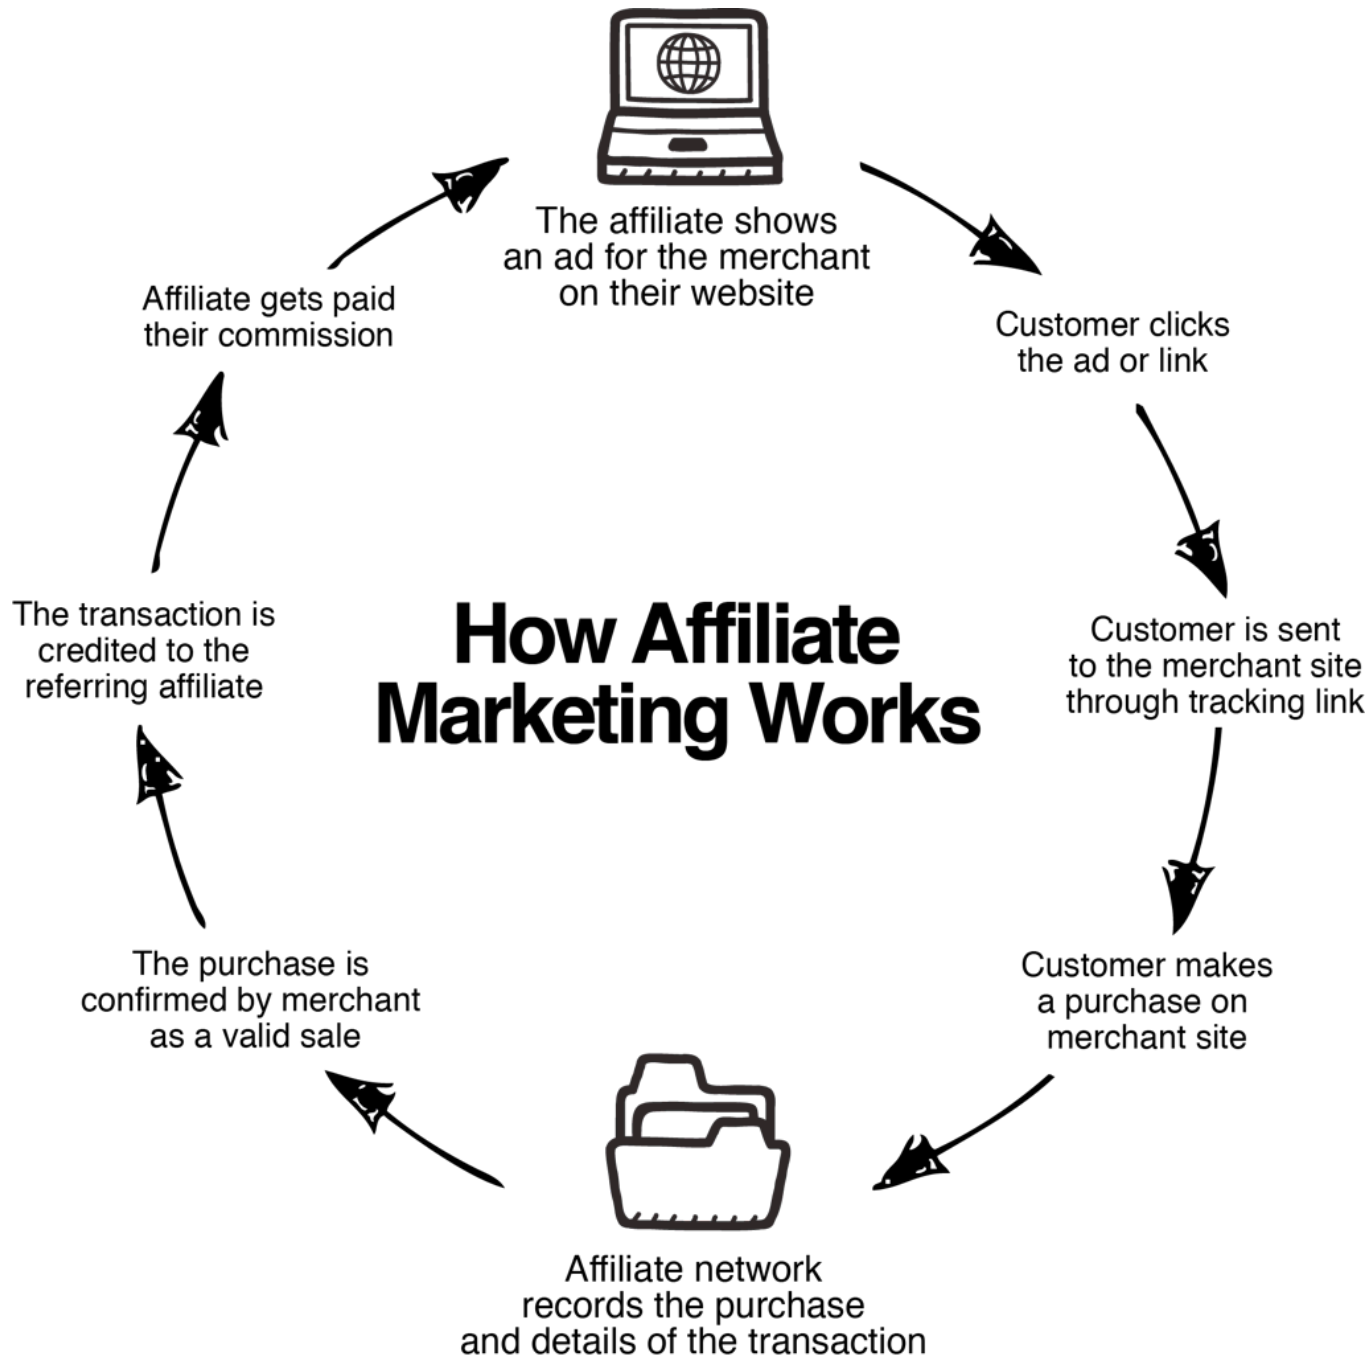 The affiliate shows
an ad for the merchant
on their website
Customer clicks
the ad or link
Customer is sent
to the merchant site
through tracking link
Customer makes
a purchase on
merchant site
Affiliate network
records the purchase
and details of the transaction
The purchase is
confirmed by merchant
as a valid sale
The transaction is
credited to the
referring affiliate
Affiliate gets paid
their commission
How Affiliate
Marketing Works